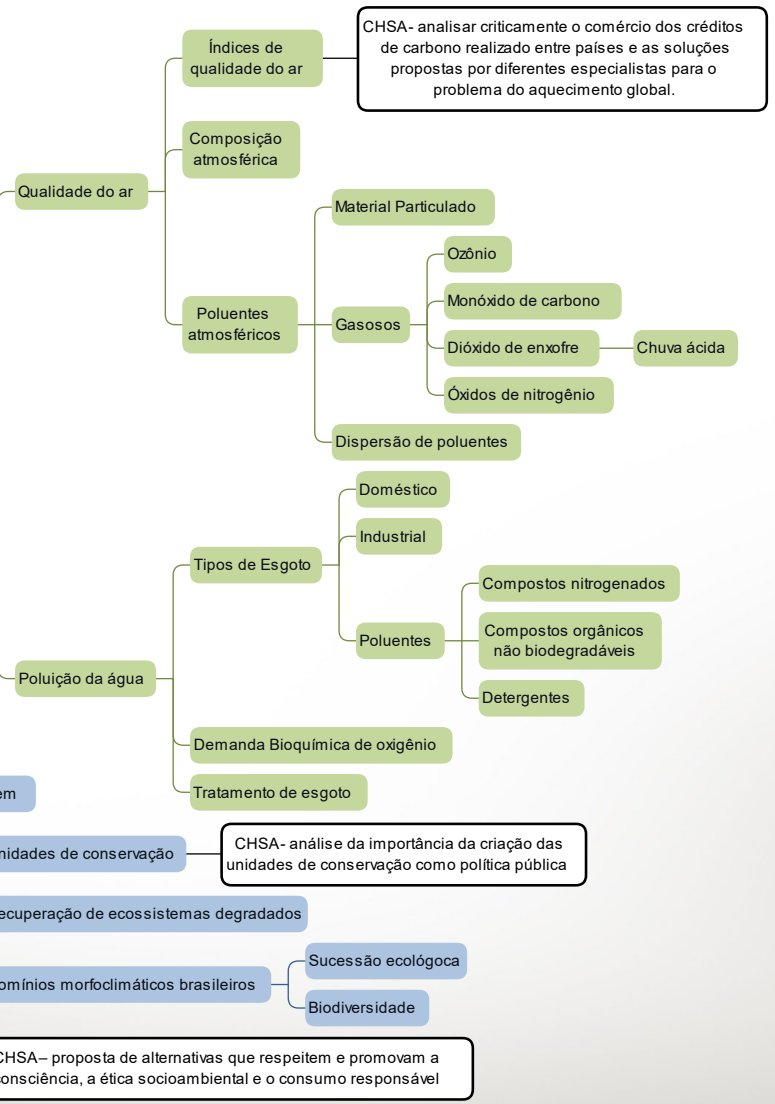 Índices de
qualidade do ar
CHSA- analisar criticamente o comércio dos créditos
de carbono realizado entre países e as soluções
propostas por diferentes especialistas para o
problema do aquecimento global.
Composição
atmosférica
Qualidade do ar
Material Particulado
Ozônio
Monóxido de carbono
Poluentes
atmosféricos
Gasosos
Dióxido de enxofre
Chuva ácida
Óxidos de nitrogênio
Dispersão de poluentes
Doméstico
Industrial
Tipos de Esgoto
Compostos nitrogenados
Poluentes
Compostos orgânicos
não biodegradáveis
Poluição da água
Detergentes
Demanda Bioquímica de oxigênio
Tratamento de esgoto
em
nidades de conservação
CHSA- análise da importância da criação das
unidades de conservação como política pública
ecuperação de ecossistemas degradados
Sucessão ecológoca
omínios morfoclimáticos brasileiros
Biodiversidade
CHSA– proposta de alternativas que respeitem e promovam a
consciência, a ética socioambiental e o consumo responsável